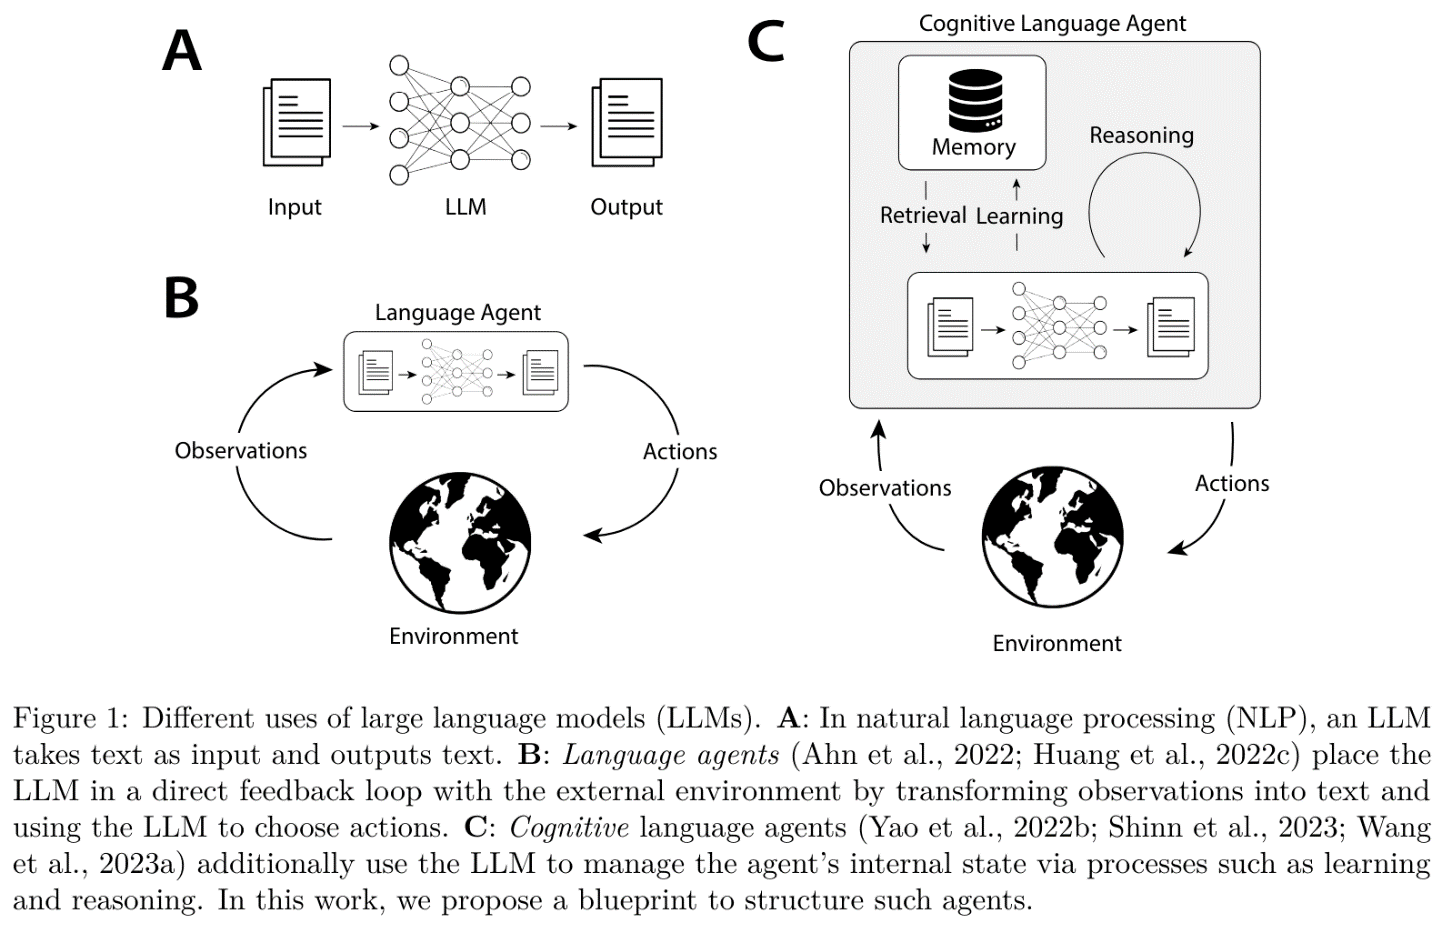 A
Input
LLM
Output
B
Language Agent
Observations
Actions
Environment
C
Cognitive Language Agent
Memory
Reasoning
Retrieval Learning
Observations
Actions
Environment
Figure 1: Different uses of large language models (LLMs). A: In natural language processing (NLP), an LLM
takes text as input and outputs text. B: Language agents (Ahn et al., 2022; Huang et al., 2022c) place the
LLM in a direct feedback loop with the external environment by transforming observations into text and
using the LLM to choose actions. C: Cognitive language agents (Yao et al., 2022b; Shinn et al., 2023; Wang
et al., 2023a) additionally use the LLM to manage the agent's internal state via processes such as learning
and reasoning. In this work, we propose a blueprint to structure such agents.